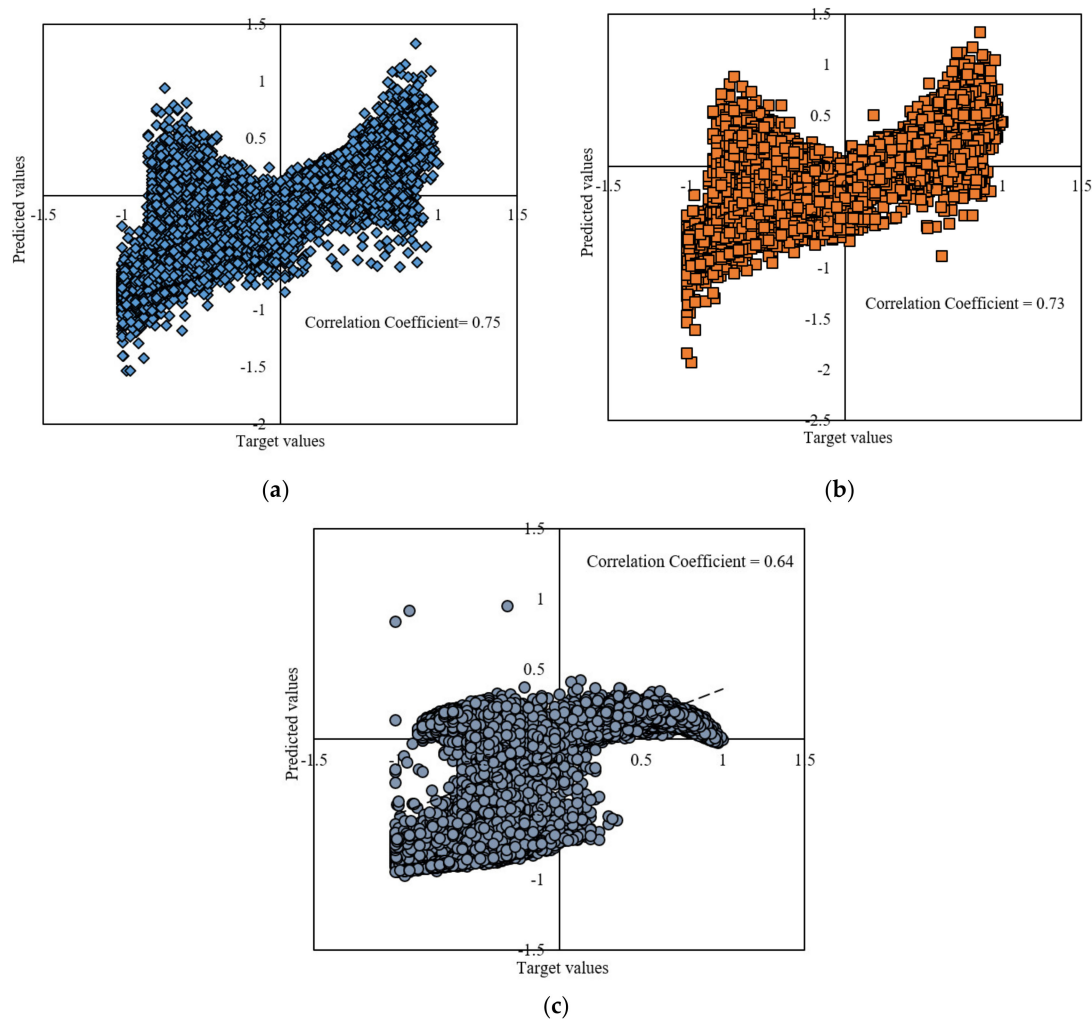 1.5
1
0.5
-1.5
-1
1
15
-1
-1.5
-2
Predicted values
Correlation Coefficient= 0.75
Target values
(a)
1.5
1
0.5
-1.5
-1
1
15
-1
-1.5
-2
-2.5
Predicted values
Correlation Coefficient = 0.73
Target values
(b)
1.5
Correlation Coefficient = 0.64
1
0.5
-1.5
0.5
1
15
-1
-1.5
Predicted values
Target values
(c)